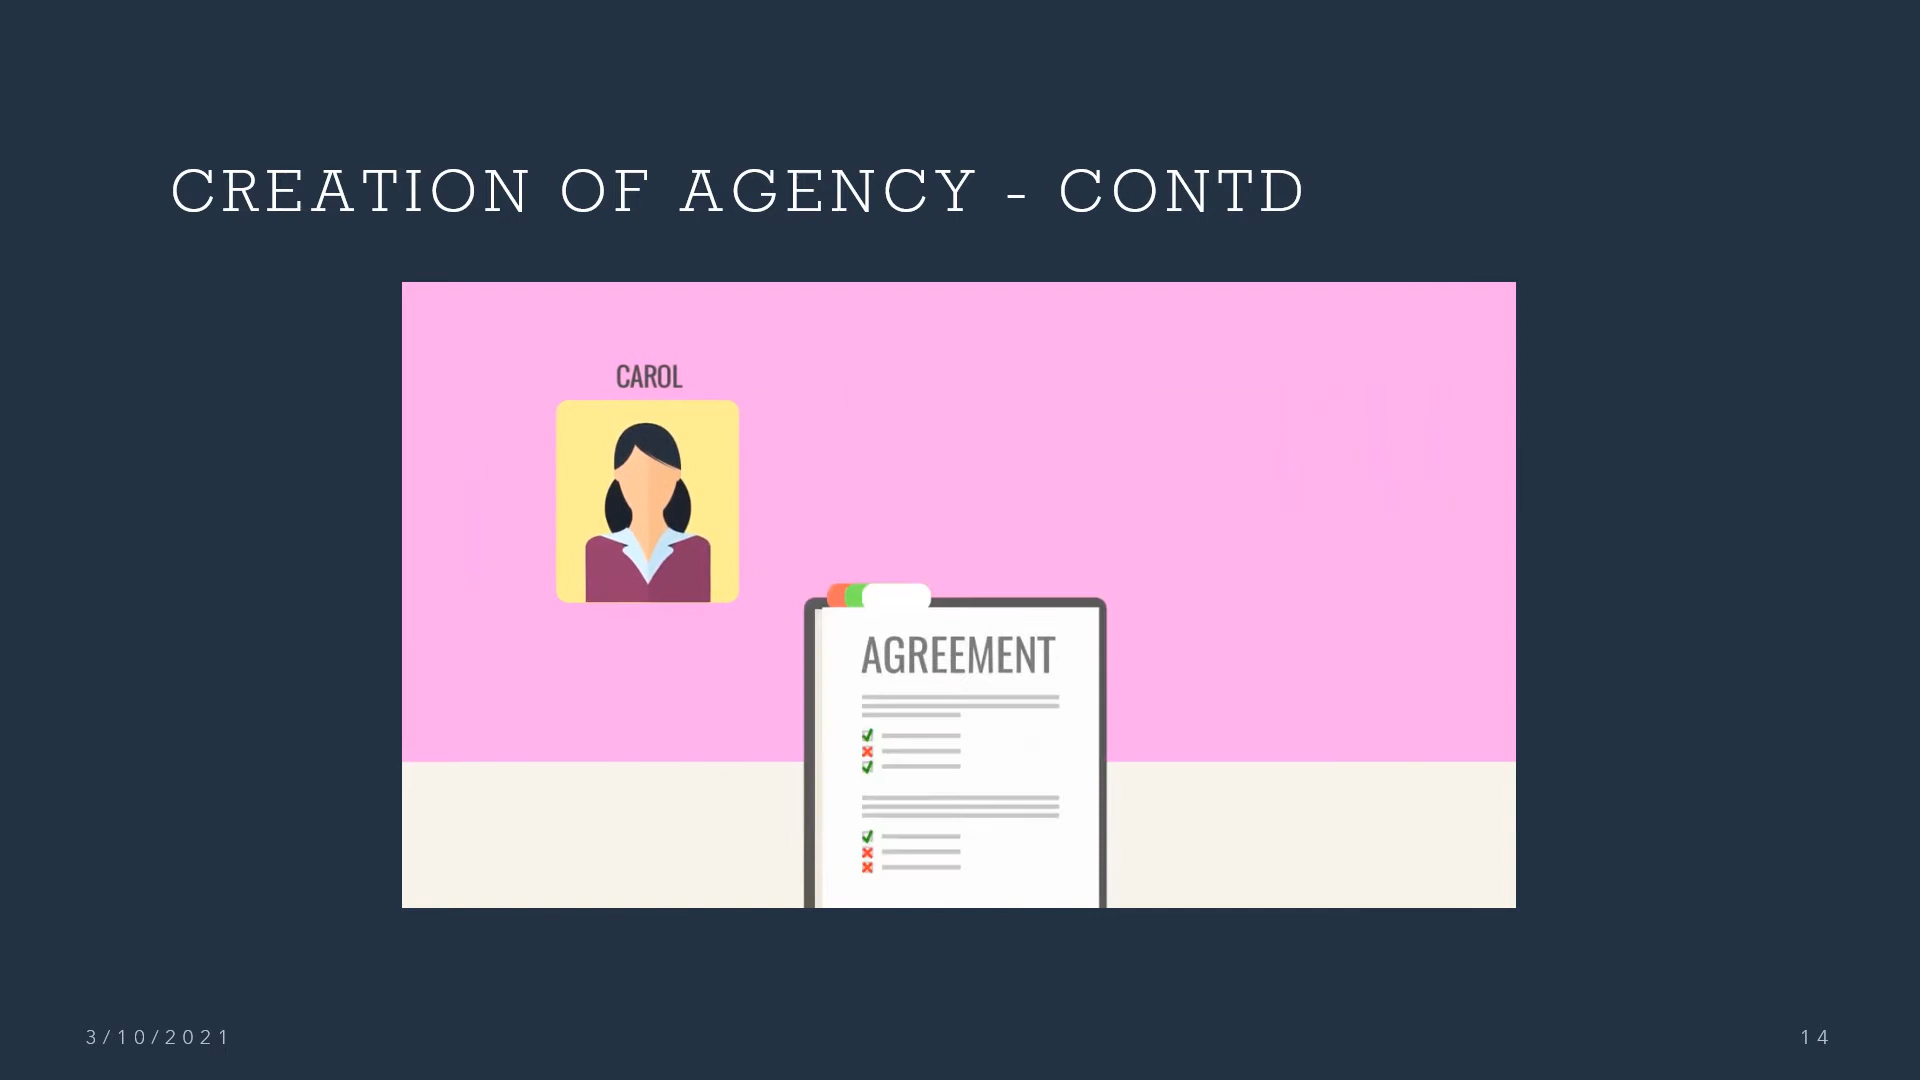 CREATION OF AGENCY - CONTD
CAROL
AGREEMENT
3/10/2021
14